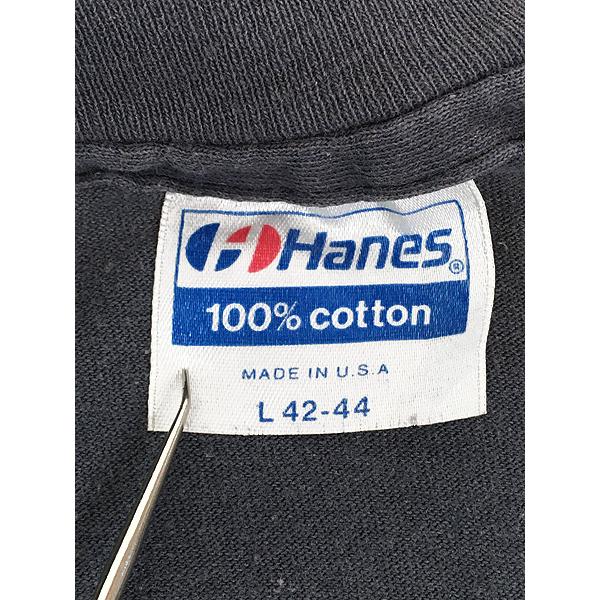 Hanes®
100% cotton
MADE IN U.S.A
L 42-44